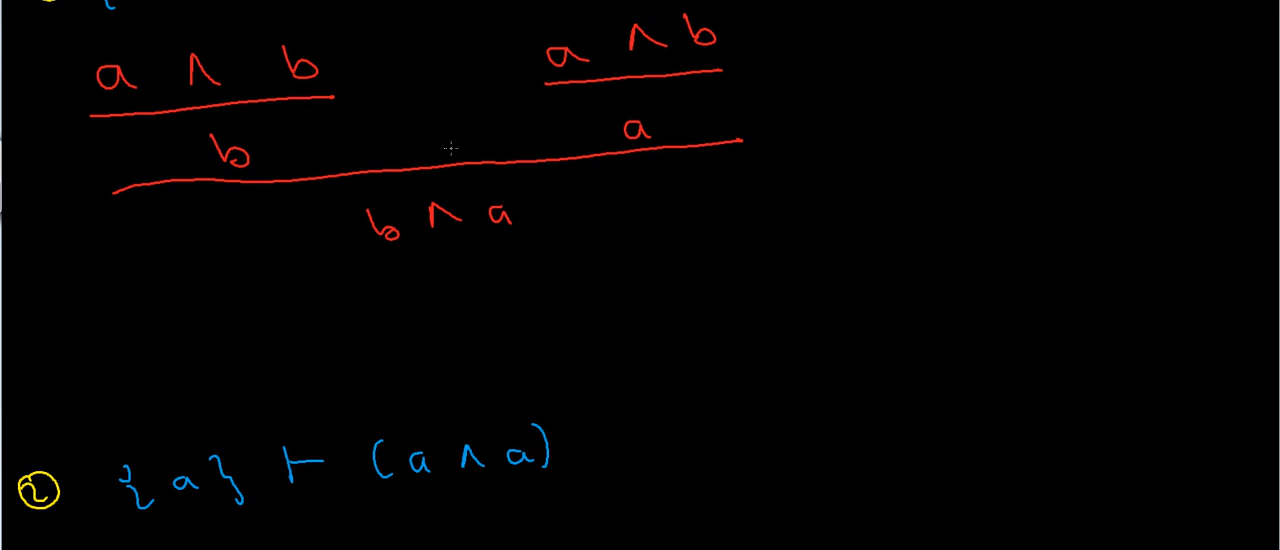 a ∧ b a ∧ b
b a
b ∧ a
② {a} ⊢ (a ∧ a)